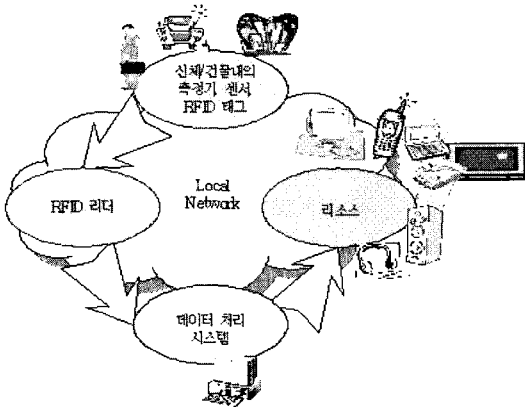 신체/건물내의
측정기 센서,
RFID 태그
RFID 리더
Local
Network
리소스
데이터 처리
시스템